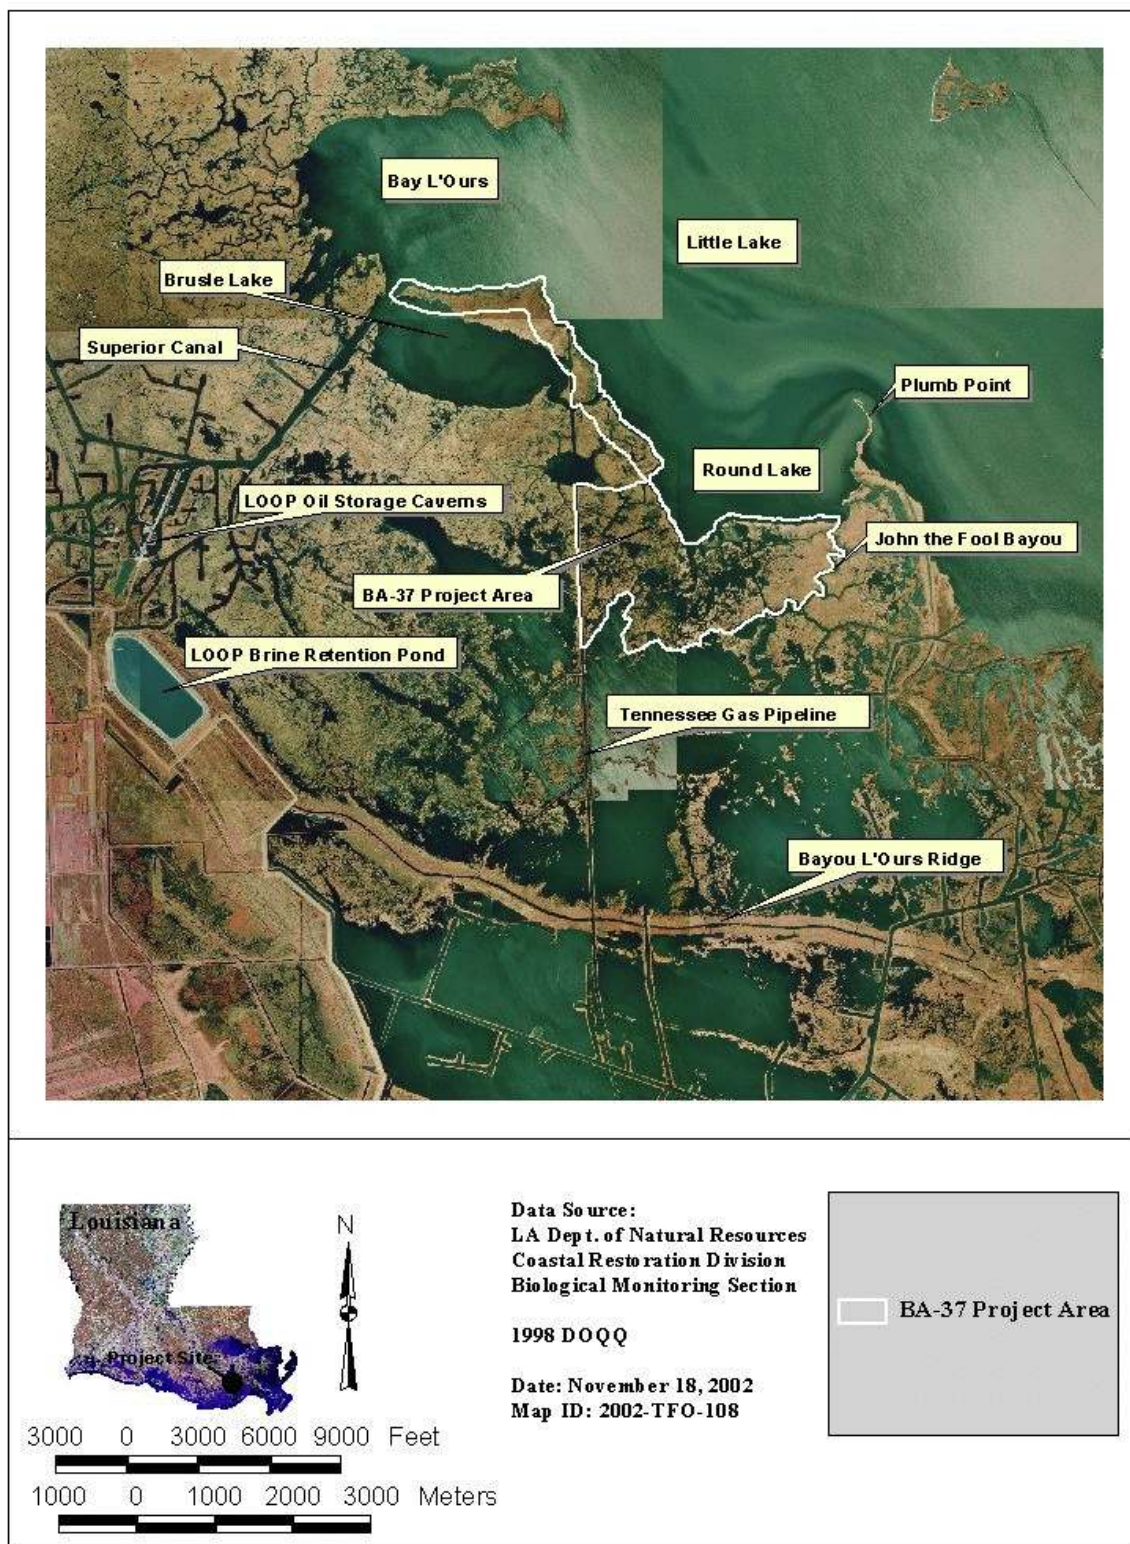 Bay L'Ours
Little Lake
Brusle Lake
Superior Canal
Plumb Point
Round Lake
LOOP Oil Storage Caverns
John the Fool Bayou
BA-37 Project Area
LOOP Brine Retention Pond
Tennessee Gas Pipeline
Bayou L'Ours Ridge
Louisiana
Project Site
N
3000 0 3000 6000 9000 Feet
1000 0 1000 2000 3000 Meters
Data Source:
LA Dept. of Natural Resources
Coastal Restoration Division
Biological Monitoring Section
1998 DOQQ
Date: November 18, 2002
Map ID: 2002-TFO-108
BA-37 Project Area